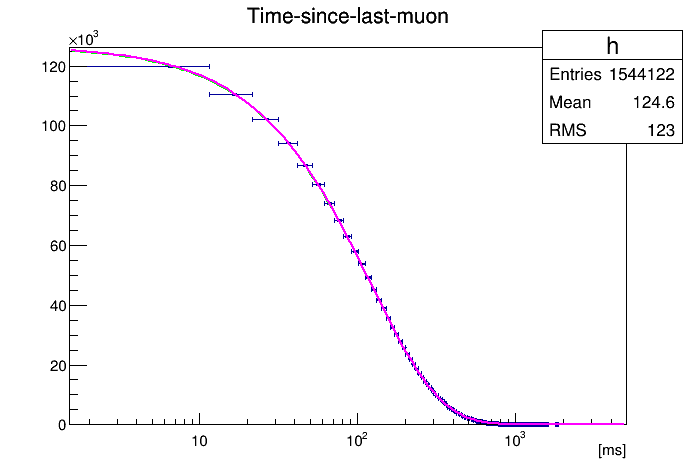 Time-since-last-muon
×10³
h
Entries 1544122
Mean 124.6
RMS 123
120
100
80
60
40
20
0
10 10² 10³
[ms]